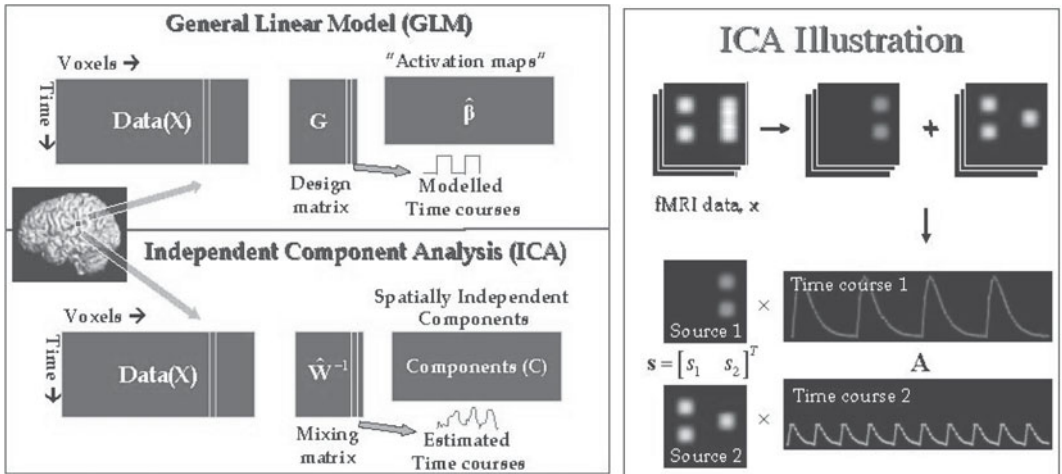 General Linear Model (GLM)
Voxels →
Time →
Data(X)
G
"Activation maps"
β̂
Design
matrix
Modelled
Time courses
Independent Component Analysis (ICA)
Voxels →
Time →
Data(X)
Ŵ⁻¹
Spatially Independent
Components
Components (C)
Mixing
matrix
Estimated
Time courses
ICA Illustration
→
+
fMRI data, x
↓
Source 1
×
Time course 1
s = [s₁ s₂]ᵀ
A
Source 2
×
Time course 2